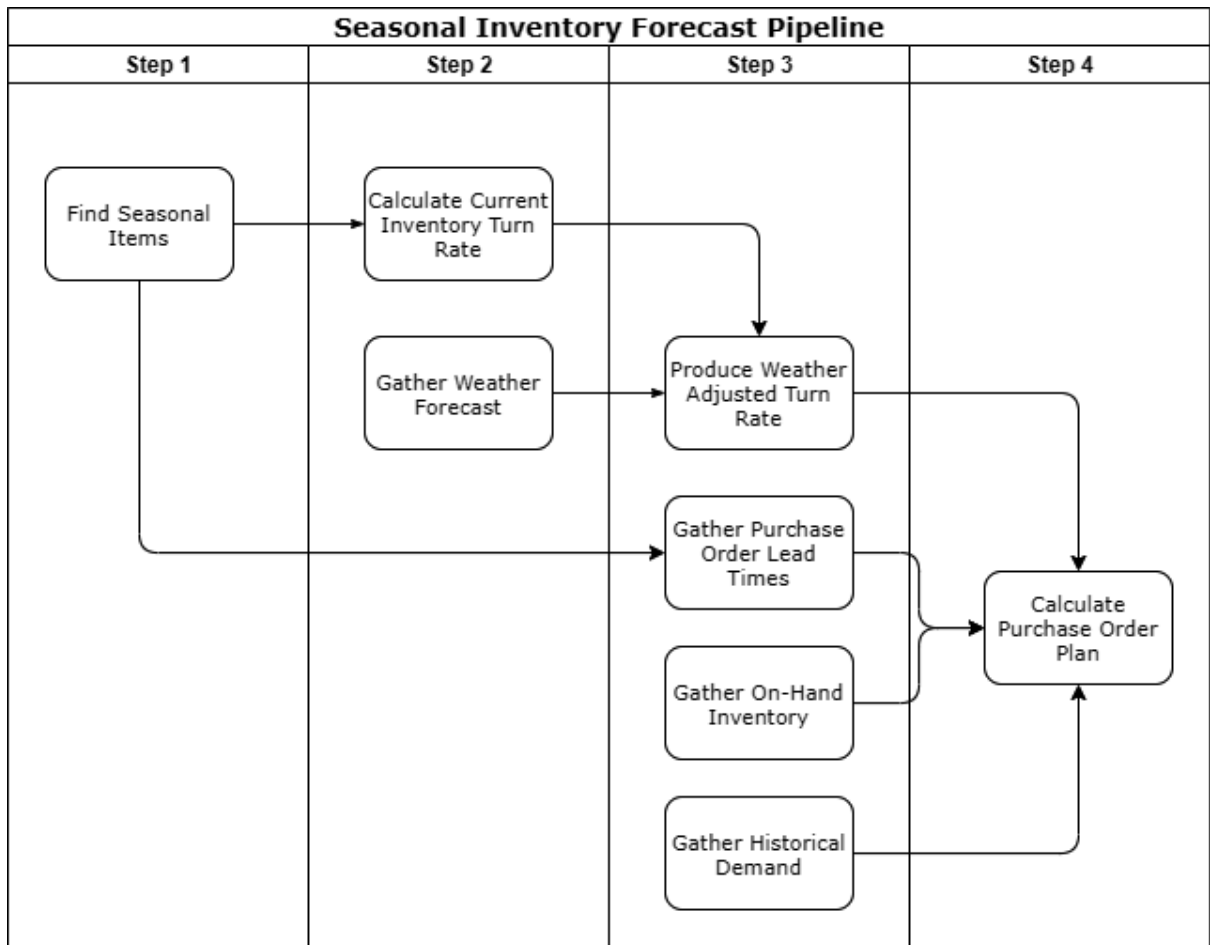 Seasonal Inventory Forecast Pipeline
Step 1
Step 2
Step 3
Step 4
Find Seasonal
Items
Calculate Current
Inventory Turn
Rate
Gather Weather
Forecast
Produce Weather
Adjusted Turn
Rate
Gather Purchase
Order Lead
Times
Gather On-Hand
Inventory
Gather Historical
Demand
Calculate
Purchase Order
Plan